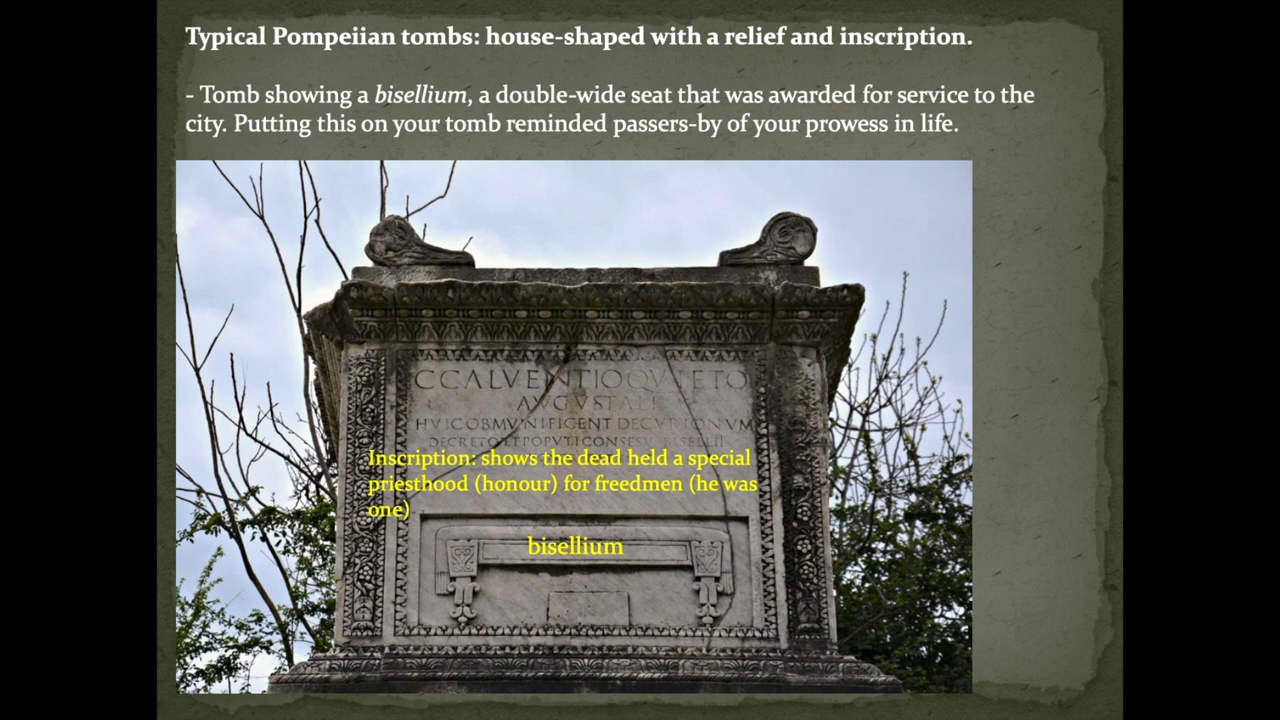 Typical Pompeiian tombs: house-shaped with a relief and inscription.
- Tomb showing a bisellium, a double-wide seat that was awarded for service to the
city. Putting this on your tomb reminded passers-by of your prowess in life.
C CALVENTIO QVIETO
AVGVSTALI
HVIC OB MVNIFICENT DECVRIONVM
DECRETO ET POPVLI CONSESV BISELLII
Inscription: shows the dead held a special
priesthood (honour) for freedmen (he was
one)
bisellium